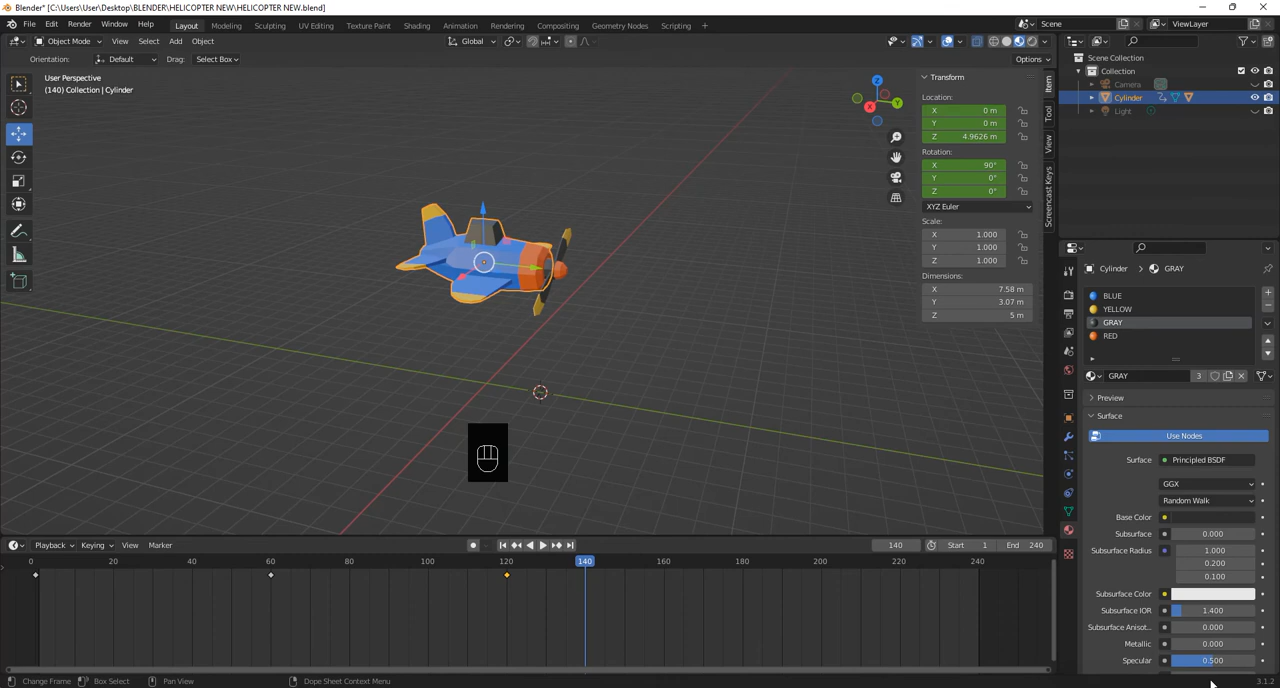 Blender* [C:\Users\User\Desktop\BLENDER\HELICOPTER NEW\HELICOPTER NEW.blend]
File Edit Render Window Help Layout Modeling Sculpting UV Editing Texture Paint Shading Animation Rendering Compositing Geometry Nodes Scripting Scene ViewLayer
Object Mode View Select Add Object Global
Orientation: Default Drag: Select Box Options
User Perspective
(140) Collection | Cylinder
X Y Z
Transform
Location:
X 0 m
Y 0 m
Z 4.9626 m
Rotation:
X 90°
Y 0°
Z 0°
XYZ Euler
Scale:
X 1.000
Y 1.000
Z 1.000
Dimensions:
X 7.58 m
Y 3.07 m
Z 5 m
Item
Tool
View
Screencast Keys
Scene Collection
Collection
Camera
Cylinder
Light
Cylinder > GRAY
BLUE
YELLOW
GRAY
RED
GRAY 3
Preview
Surface
Use Nodes
Surface Principled BSDF
GGX
Random Walk
Base Color
Subsurface 0.000
Subsurface Radius 1.000
0.200
0.100
Subsurface Color
Subsurface IOR 1.400
Subsurface Anisot... 0.000
Metallic 0.000
Specular 0.500
Playback Keying View Marker 140 Start 1 End 240
0 20 40 60 80 100 120 140 160 180 200 220 240
Change Frame Box Select Pan View Dope Sheet Context Menu 3.1.2